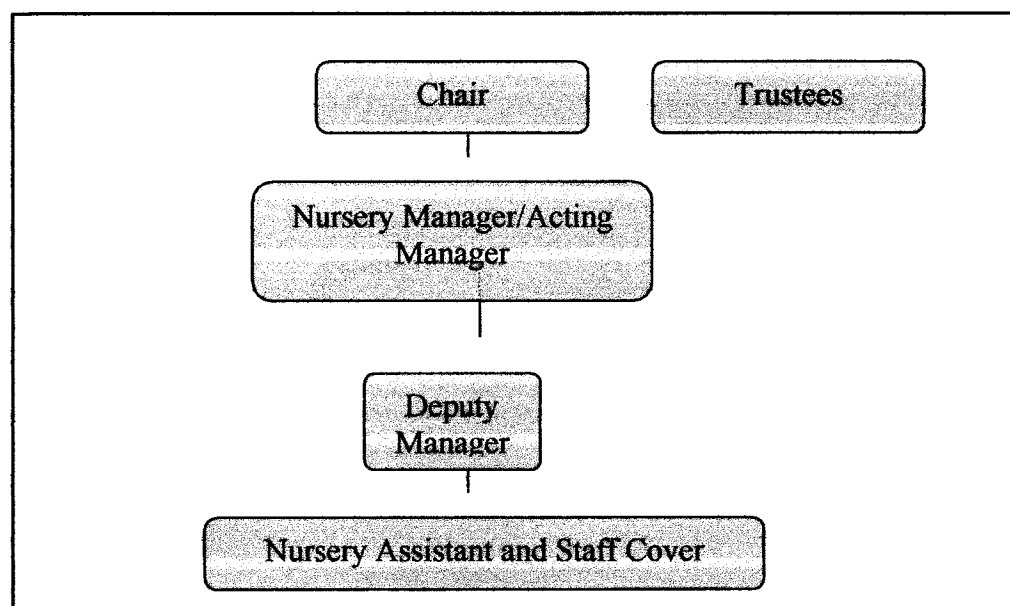 Chair
Trustees
Nursery Manager/Acting
Manager
Deputy
Manager
Nursery Assistant and Staff Cover